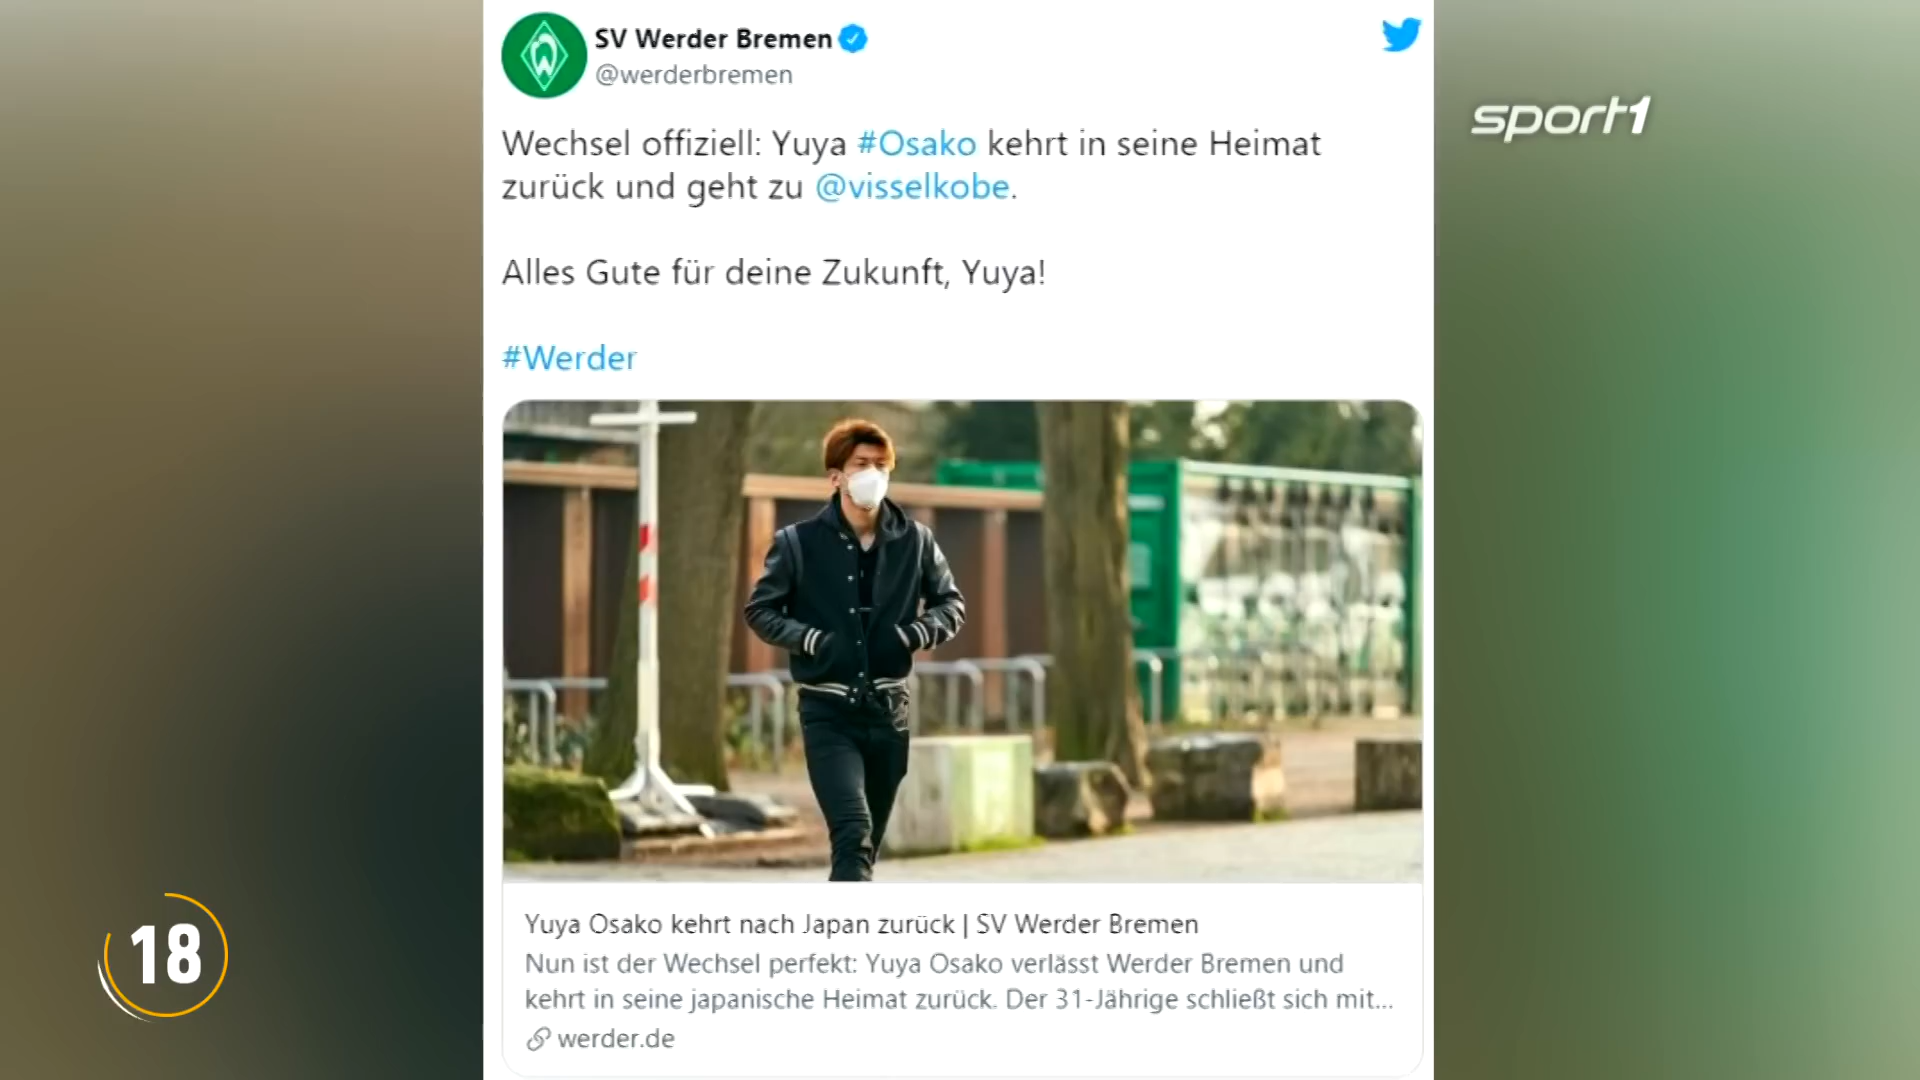 SV Werder Bremen
@werderbremen
sport1
Wechsel offiziell: Yuya #Osako kehrt in seine Heimat
zurück und geht zu @visselkobe.
Alles Gute für deine Zukunft, Yuya!
#Werder
Yuya Osako kehrt nach Japan zurück | SV Werder Bremen
Nun ist der Wechsel perfekt: Yuya Osako verlässt Werder Bremen und
kehrt in seine japanische Heimat zurück. Der 31-Jährige schließt sich mit...
werder.de
18